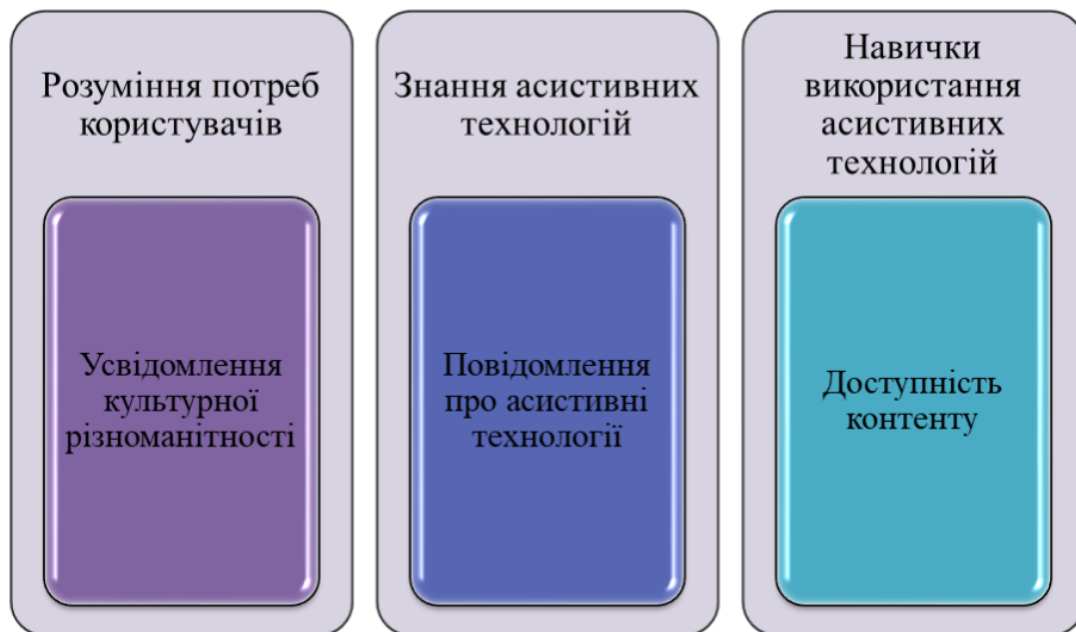 Розуміння потреб
користувачів
Усвідомлення
культурної
різноманітності
Знання асистивних
технологій
Повідомлення
про асистивні
технології
Навички
використання
асистивних
технологій
Доступність
контенту